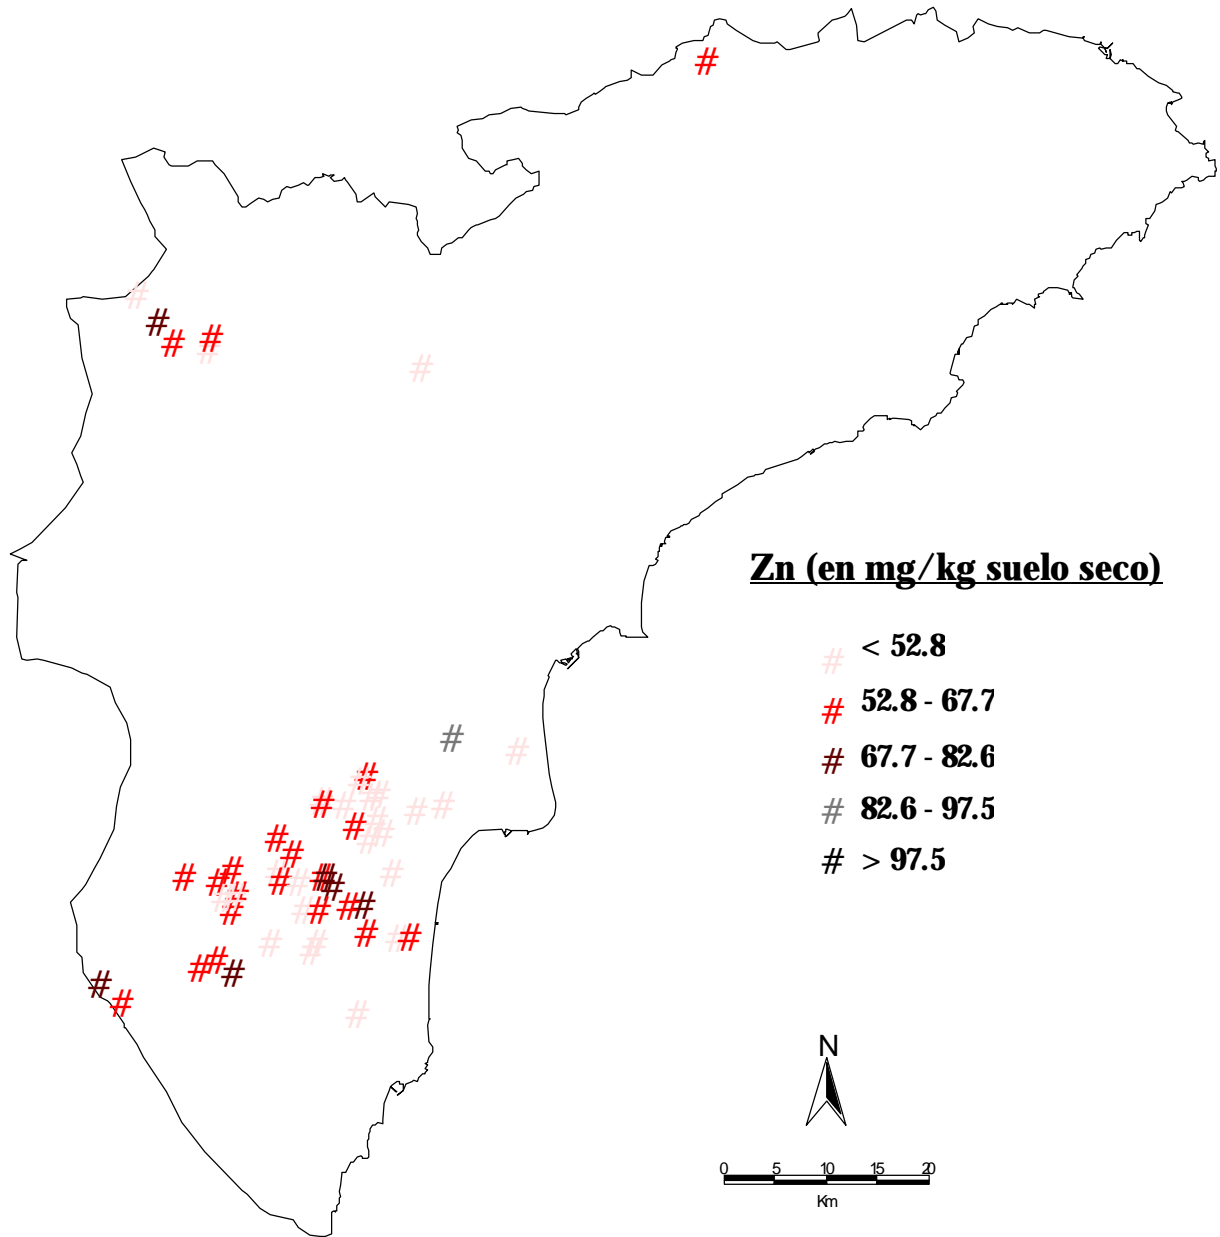 Zn (en mg/kg suelo seco)
# < 52.8
# 52.8 - 67.7
# 67.7 - 82.6
# 82.6 - 97.5
# > 97.5
N
0 5 10 15 20
Km